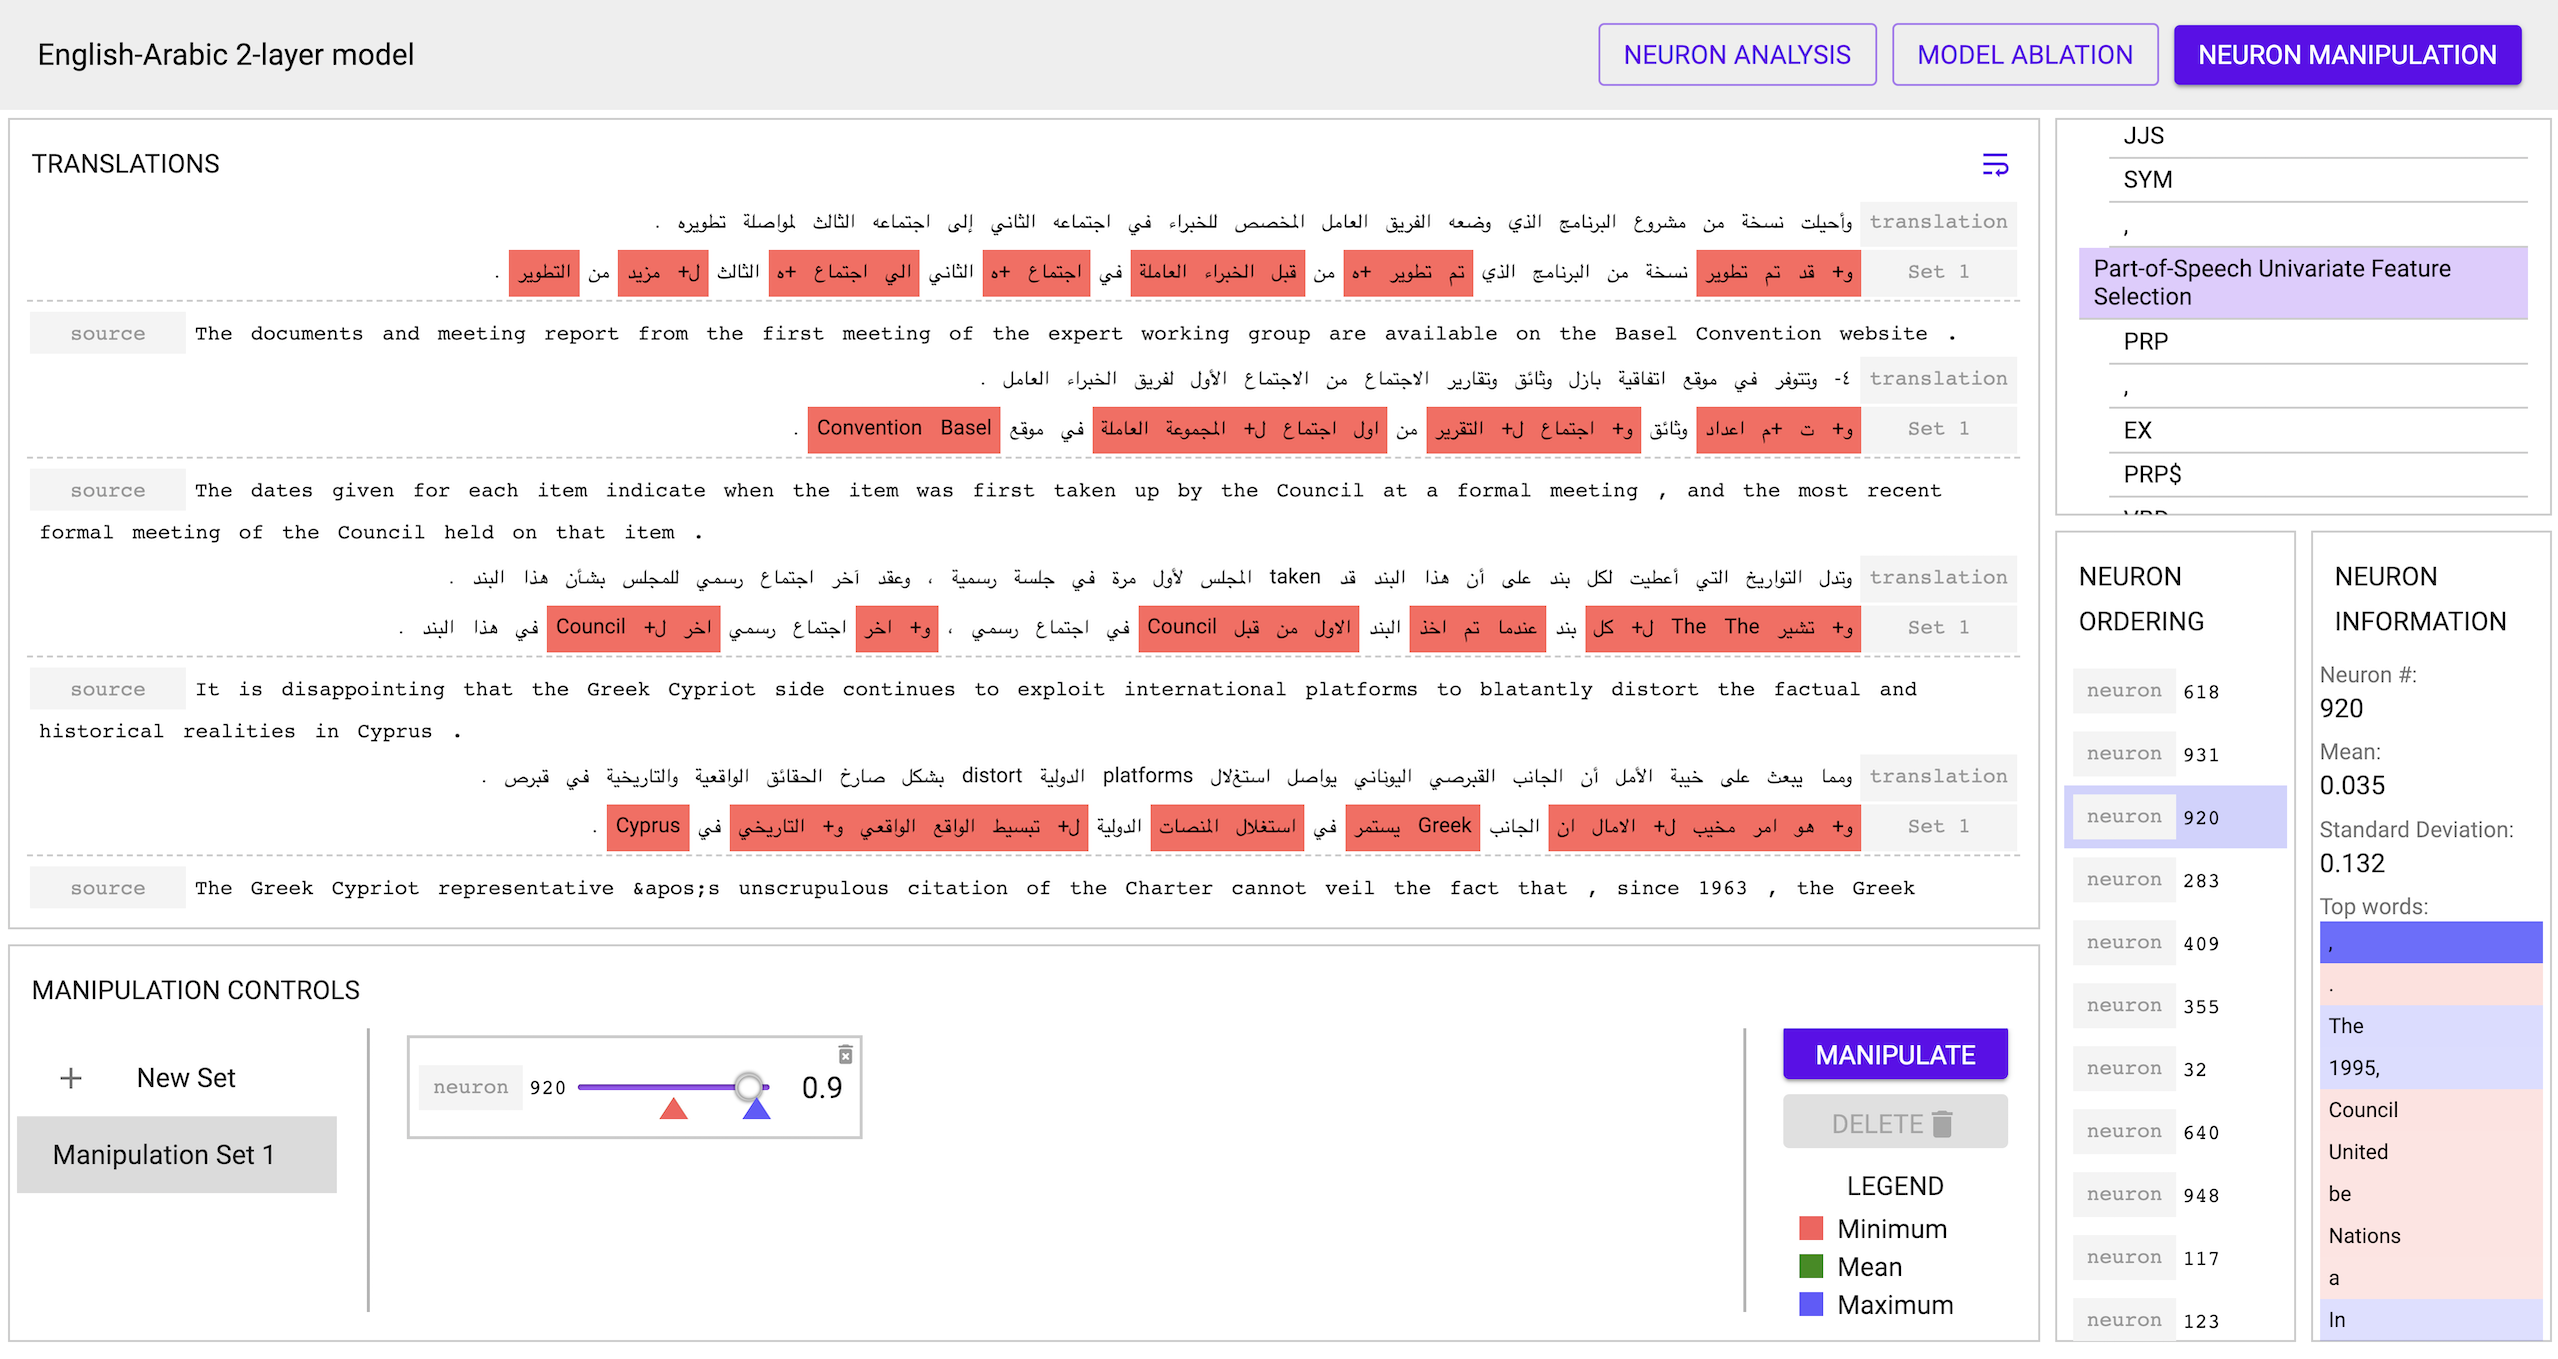 English-Arabic 2-layer model
NEURON ANALYSIS
MODEL ABLATION
NEURON MANIPULATION
TRANSLATIONS
translation وأحيلت نسخة من مشروع البرنامج الذي وضعه الفريق العامل المخصص للخبراء في اجتماعه الثاني إلى اجتماعه الثالث لمواصلة تطويره .
Set 1 و+ قد تم تطوير نسخة من البرنامج الذي تم تطوير +ه من قبل الخبراء العاملة في اجتماع +ه الثاني الي اجتماع +ه الثالث ل+ مزيد من التطوير .
source The documents and meeting report from the first meeting of the expert working group are available on the Basel Convention website .
translation ٤- وتتوفر في موقع اتفاقية بازل وثائق وتقارير الاجتماع من الاجتماع الأول لفريق الخبراء العامل .
Set 1 و+ ت +م اعداد وثائق و+ اجتماع ل+ التقرير من اول اجتماع ل+ المجموعة العاملة في موقع Basel Convention .
source The dates given for each item indicate when the item was first taken up by the Council at a formal meeting , and the most recent
formal meeting of the Council held on that item .
translation وتدل التواريخ التي أعطيت لكل بند على أن هذا البند قد taken المجلس لأول مرة في جلسة رسمية ، وعقد آخر اجتماع رسمي للمجلس بشأن هذا البند .
Set 1 و+ تشير The The ل+ كل بند عندما تم اخذ البند الاول من قبل Council في اجتماع رسمي ، و+ اخر اجتماع رسمي اخر ل+ Council في هذا البند .
source It is disappointing that the Greek Cypriot side continues to exploit international platforms to blatantly distort the factual and
historical realities in Cyprus .
translation ومما يبعث على خيبة الأمل أن الجانب القبرصي اليوناني يواصل استغلال platforms الدولية distort بشكل صارخ الحقائق الواقعية والتاريخية في قبرص .
Set 1 و+ هو امر مخيب ل+ الامال ان الجانب Greek يستمر في استغلال المنصات الدولية ل+ تبسيط الواقع الواقعي و+ التاريخي في Cyprus .
source The Greek Cypriot representative &apos;s unscrupulous citation of the Charter cannot veil the fact that , since 1963 , the Greek
MANIPULATION CONTROLS
+ New Set
Manipulation Set 1
neuron 920 0.9
MANIPULATE
DELETE
LEGEND
Minimum
Mean
Maximum
JJS
SYM
,
Part-of-Speech Univariate Feature
Selection
PRP
,
EX
PRP$
NEURON
ORDERING
neuron 618
neuron 931
neuron 920
neuron 283
neuron 409
neuron 355
neuron 32
neuron 640
neuron 948
neuron 117
neuron 123
NEURON
INFORMATION
Neuron #:
920
Mean:
0.035
Standard Deviation:
0.132
Top words:
,
.
The
1995,
Council
United
be
Nations
a
In